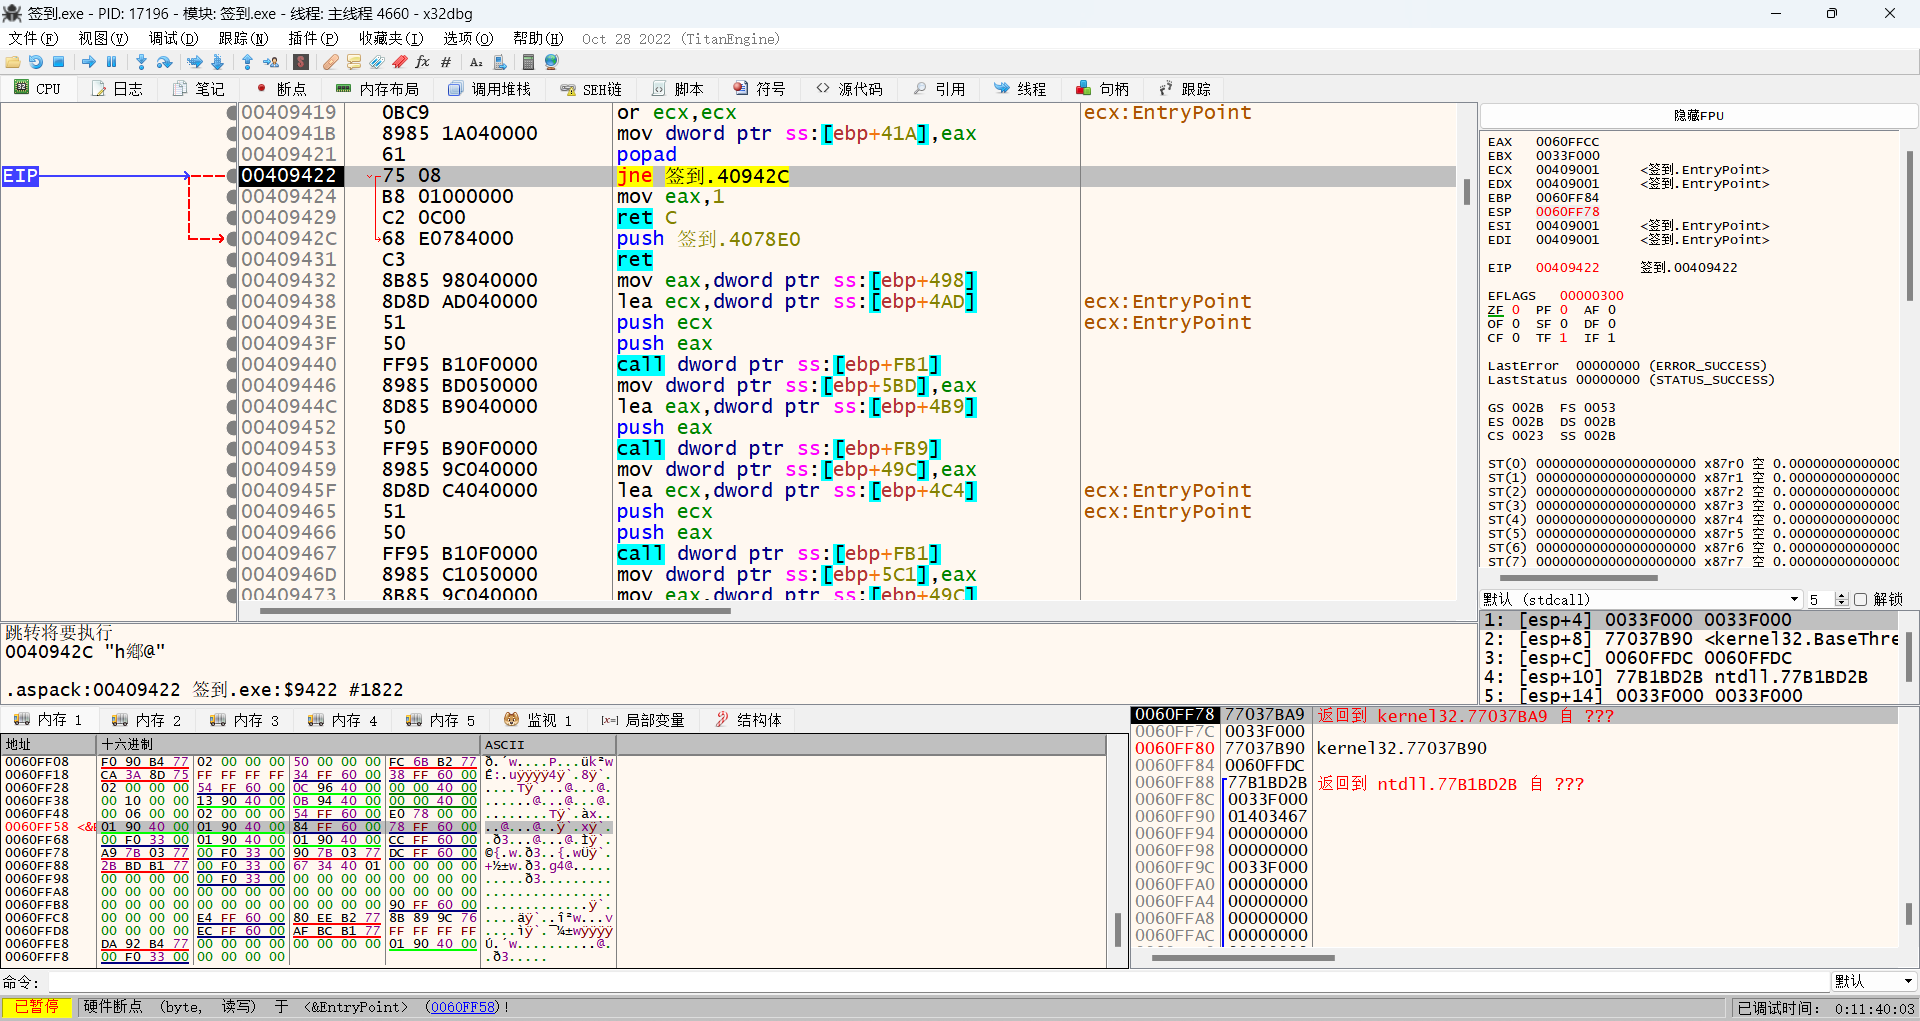 签到.exe - PID: 17196 - 模块: 签到.exe - 线程: 主线程 4660 - x32dbg
文件(F) 视图(V) 调试(D) 跟踪(N) 插件(P) 收藏夹(I) 选项(O) 帮助(H) Oct 28 2022 (TitanEngine)
CPU 日志 笔记 断点 内存布局 调用堆栈 SEH链 脚本 符号 源代码 引用 线程 句柄 跟踪
00409419 0BC9 or ecx,ecx ecx:EntryPoint
0040941B 8985 1A040000 mov dword ptr ss:[ebp+41A],eax
00409421 61 popad
EIP 00409422 75 08 jne 签到.40942C
00409424 B8 01000000 mov eax,1
00409429 C2 0C00 ret C
0040942C 68 E0784000 push 签到.4078E0
00409431 C3 ret
00409432 8B85 98040000 mov eax,dword ptr ss:[ebp+498]
00409438 8D8D AD040000 lea ecx,dword ptr ss:[ebp+4AD] ecx:EntryPoint
0040943E 51 push ecx ecx:EntryPoint
0040943F 50 push eax
00409440 FF95 B10F0000 call dword ptr ss:[ebp+FB1]
00409446 8985 BD050000 mov dword ptr ss:[ebp+5BD],eax
0040944C 8D85 B9040000 lea eax,dword ptr ss:[ebp+4B9]
00409452 50 push eax
00409453 FF95 B90F0000 call dword ptr ss:[ebp+FB9]
00409459 8985 9C040000 mov dword ptr ss:[ebp+49C],eax
0040945F 8D8D C4040000 lea ecx,dword ptr ss:[ebp+4C4] ecx:EntryPoint
00409465 51 push ecx ecx:EntryPoint
00409466 50 push eax
00409467 FF95 B10F0000 call dword ptr ss:[ebp+FB1]
0040946D 8985 C1050000 mov dword ptr ss:[ebp+5C1],eax
00409473 8B85 9C040000 mov eax,dword ptr ss:[ebp+49C]
隐藏FPU
EAX 0060FFCC
EBX 0033F000
ECX 00409001 <签到.EntryPoint>
EDX 00409001 <签到.EntryPoint>
EBP 0060FF84
ESP 0060FF78
ESI 00409001 <签到.EntryPoint>
EDI 00409001 <签到.EntryPoint>
EIP 00409422 签到.00409422
EFLAGS 00000300
ZF 0 PF 0 AF 0
OF 0 SF 0 DF 0
CF 0 TF 1 IF 1
LastError 00000000 (ERROR_SUCCESS)
LastStatus 00000000 (STATUS_SUCCESS)
GS 002B FS 0053
ES 002B DS 002B
CS 0023 SS 002B
ST(0) 00000000000000000000 x87r0 空 0.00000000000000
ST(1) 00000000000000000000 x87r1 空 0.00000000000000
ST(2) 00000000000000000000 x87r2 空 0.00000000000000
ST(3) 00000000000000000000 x87r3 空 0.00000000000000
ST(4) 00000000000000000000 x87r4 空 0.00000000000000
ST(5) 00000000000000000000 x87r5 空 0.00000000000000
ST(6) 00000000000000000000 x87r6 空 0.00000000000000
ST(7) 00000000000000000000 x87r7 空 0.00000000000000
默认 (stdcall) 5 解锁
1: [esp+4] 0033F000 0033F000
2: [esp+8] 77037B90 <kernel32.BaseThre
3: [esp+C] 0060FFDC 0060FFDC
4: [esp+10] 77B1BD2B ntdll.77B1BD2B
5: [esp+14] 0033F000 0033F000
跳转将要执行
0040942C "h鄉@"
.aspack:00409422 签到.exe:$9422 #1822
内存 1 内存 2 内存 3 内存 4 内存 5 监视 1 [x=] 局部变量 结构体
地址 十六进制 ASCII
0060FF08 F0 90 B4 77 02 00 00 00 50 00 00 00 FC 6B B2 77 ð.´w....P...ük²w
0060FF18 CA 3A 8D 75 FF FF FF FF 34 FF 60 00 38 FF 60 00 Ê:.uÿÿÿÿ4ÿ`.8ÿ`.
0060FF28 02 00 00 00 54 FF 60 00 0C 96 40 00 00 00 40 00 ....Tÿ`...@...@.
0060FF38 00 10 00 00 13 90 40 00 0B 94 40 00 00 00 40 00 ......@...@...@.
0060FF48 00 06 00 00 02 00 00 00 54 FF 60 00 E0 78 00 00 ........Tÿ`.àx..
0060FF58 <&E 01 90 40 00 01 90 40 00 84 FF 60 00 78 FF 60 00 ..@...@..ÿ`.xÿ`.
0060FF68 00 F0 33 00 01 90 40 00 01 90 40 00 CC FF 60 00 .ð3...@...@.Ìÿ`.
0060FF78 A9 7B 03 77 00 F0 33 00 90 7B 03 77 DC FF 60 00 ©{.w.ð3..{.wÜÿ`.
0060FF88 2B BD B1 77 00 F0 33 00 67 34 40 01 00 00 00 00 +½±w.ð3.g4@.....
0060FF98 00 00 00 00 00 F0 33 00 00 00 00 00 00 00 00 00 .....ð3.........
0060FFA8 00 00 00 00 00 00 00 00 00 00 00 00 00 00 00 00 ................
0060FFB8 00 00 00 00 00 00 00 00 00 00 00 00 90 FF 60 00 .............ÿ`.
0060FFC8 00 00 00 00 E4 FF 60 00 80 EE B2 77 8B 89 9C 76 ....äÿ`..î²w...v
0060FFD8 00 00 00 00 EC FF 60 00 AF BC B1 77 FF FF FF FF ....ìÿ`.¯¼±wÿÿÿÿ
0060FFE8 DA 92 B4 77 00 00 00 00 00 00 00 00 01 90 40 00 Ú.´w..........@.
0060FFF8 00 F0 33 00 00 00 00 00 .ð3.....
0060FF78 77037BA9 返回到 kernel32.77037BA9 自 ???
0060FF7C 0033F000
0060FF80 77037B90 kernel32.77037B90
0060FF84 0060FFDC
0060FF88 77B1BD2B 返回到 ntdll.77B1BD2B 自 ???
0060FF8C 0033F000
0060FF90 01403467
0060FF94 00000000
0060FF98 00000000
0060FF9C 0033F000
0060FFA0 00000000
0060FFA4 00000000
0060FFA8 00000000
0060FFAC 00000000
命令: 默认
已暂停 硬件断点 (byte, 读写) 于 <&EntryPoint> (0060FF58)! 已调试时间: 0:11:40:03